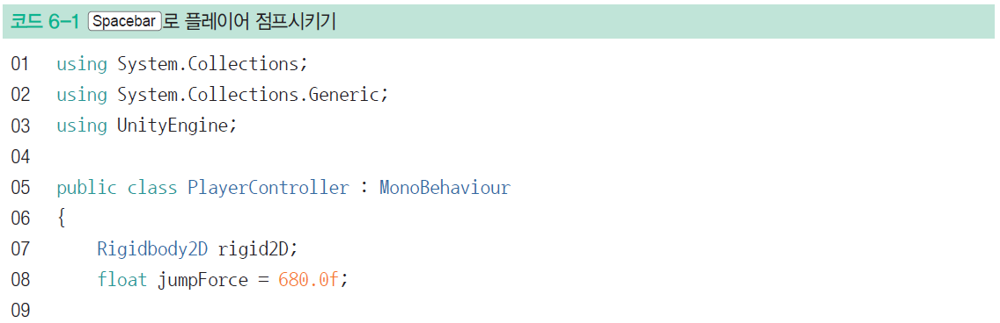 코드 6-1 Spacebar로 플레이어 점프시키기
01 using System.Collections;
02 using System.Collections.Generic;
03 using UnityEngine;
04
05 public class PlayerController : MonoBehaviour
06 {
07 Rigidbody2D rigid2D;
08 float jumpForce = 680.0f;
09